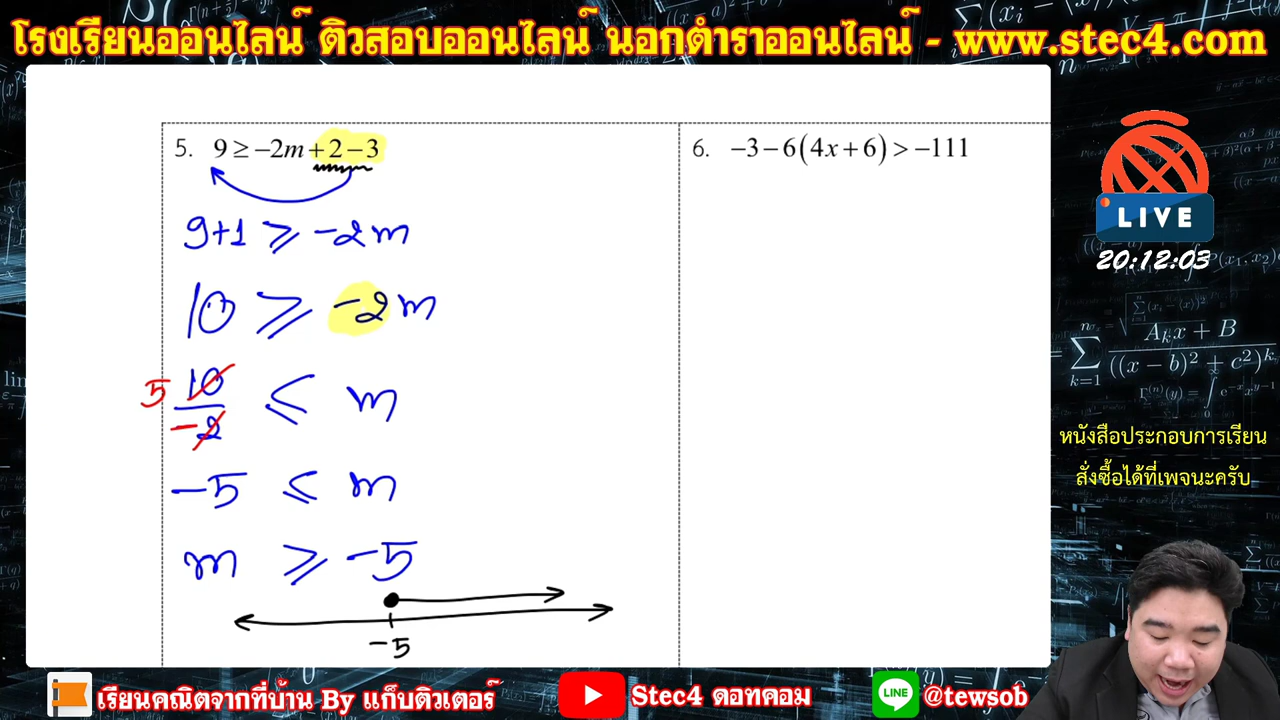 โรงเรียนออนไลน์ ติวสอบออนไลน์ นอกตำราออนไลน์ - www.stec4.com
5. 9 ≥ −2m + 2 − 3
9+1 ≥ −2m
10 ≥ −2m
5 10/−2 ≤ m
−5 ≤ m
m ≥ −5
−5
6. −3 − 6(4x + 6) > −111
LIVE
20:12:03
A_k x + B
∑ k=1 n ((x − b)² + c²)^k
หนังสือประกอบการเรียน
สั่งซื้อได้ที่เพจนะครับ
เรียนคณิตจากที่บ้าน By แก็บติวเตอร์
Stec4 ดอทคอม
LINE
@tewsob